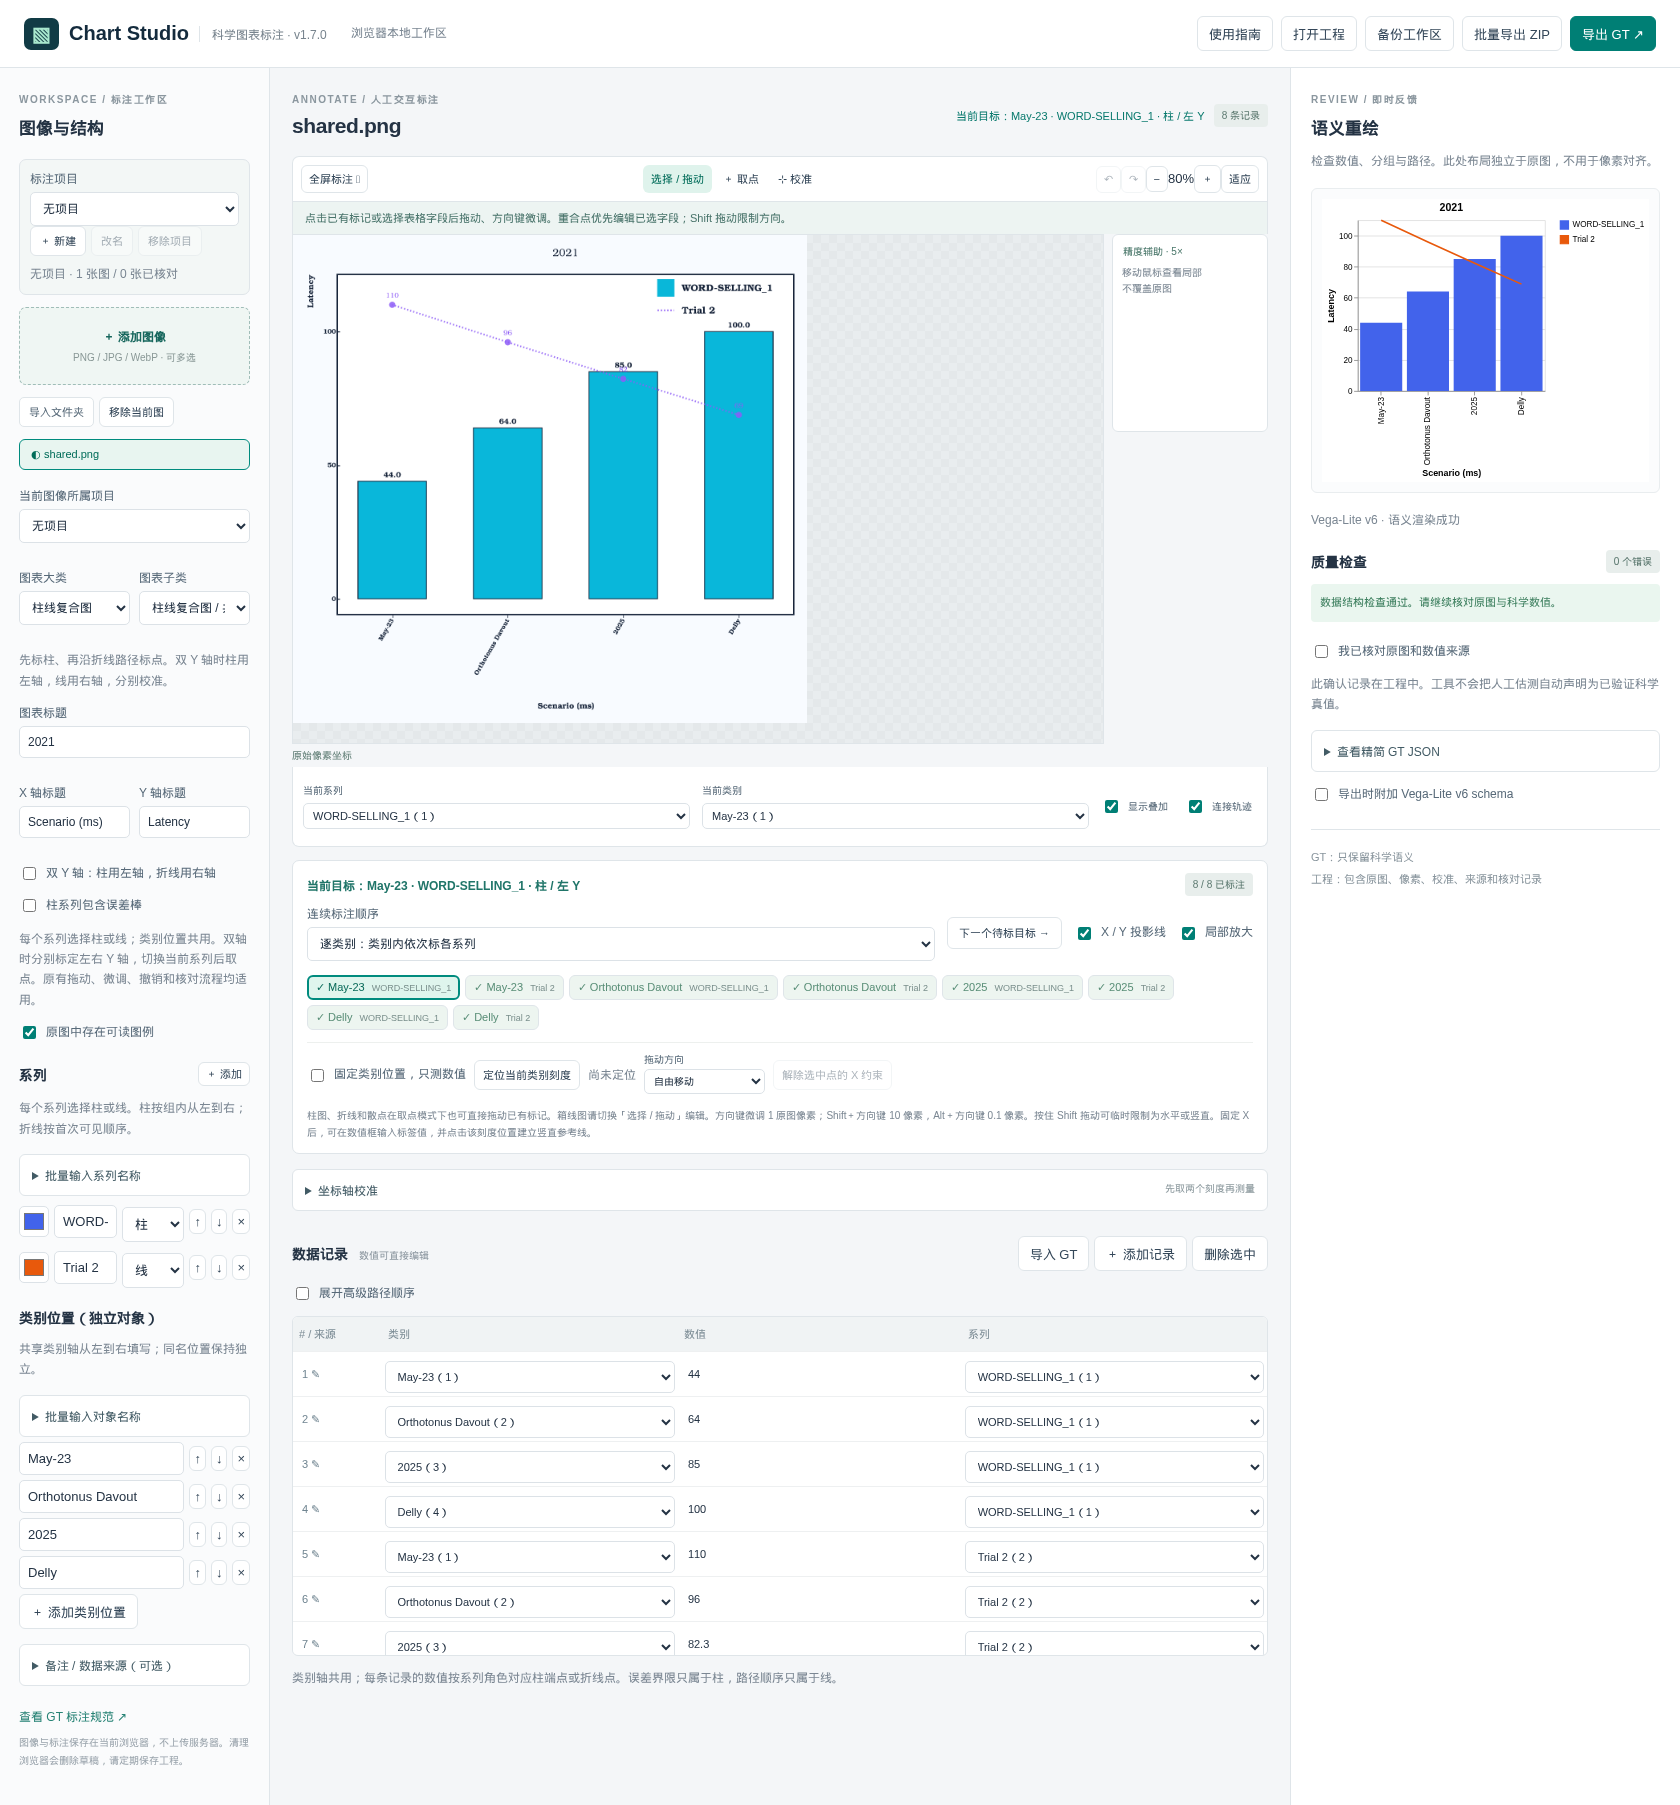 Chart Studio
科学图表标注 · v1.7.0
浏览器本地工作区
使用指南
打开工程
备份工作区
批量导出 ZIP
导出 GT ↗
WORKSPACE / 标注工作区
图像与结构
标注项目
无项目
＋ 新建
改名
移除项目
无项目 · 1 张图 / 0 张已核对
＋ 添加图像
PNG / JPG / WebP · 可多选
导入文件夹
移除当前图
◐ shared.png
当前图像所属项目
无项目
图表大类
图表子类
柱线复合图
柱线复合图 /
先标柱、再沿折线路径标点。双 Y 轴时柱用
左轴，线用右轴，分别校准。
图表标题
2021
X 轴标题
Y 轴标题
Scenario (ms)
Latency
双 Y 轴：柱用左轴，折线用右轴
柱系列包含误差棒
每个系列选择柱或线；类别位置共用。双轴
时分别标定左右 Y 轴，切换当前系列后取
点。原有拖动、微调、撤销和核对流程均适
用。
原图中存在可读图例
系列
＋ 添加
每个系列选择柱或线。柱按组内从左到右；
折线按首次可见顺序。
▶ 批量输入系列名称
WORD-
柱
↑ ↓ ×
Trial 2
线
↑ ↓ ×
类别位置（独立对象）
共享类别轴从左到右填写；同名位置保持独
立。
▶ 批量输入对象名称
May-23 ↑ ↓ ×
Orthotonus Davout ↑ ↓ ×
2025 ↑ ↓ ×
Delly ↑ ↓ ×
＋ 添加类别位置
▶ 备注 / 数据来源（可选）
查看 GT 标注规范 ↗
图像与标注保存在当前浏览器，不上传服务器。清理
浏览器会删除草稿，请定期保存工程。
ANNOTATE / 人工交互标注
shared.png
当前目标：May-23 · WORD-SELLING_1 · 柱 / 左 Y
8 条记录
全屏标注
选择 / 拖动
＋ 取点
⊹ 校准
↶ ↷ − 80% + 适应
点击已有标记或选择表格字段后拖动、方向键微调。重合点优先编辑已选字段；Shift 拖动限制方向。
2021
Latency
WORD-SELLING_1
Trial 2
110
96
100.0
85.0
64.0
44.0
100
50
0
May-23
Orthotonus Davout
2025
Delly
Scenario (ms)
精度辅助 · 5×
移动鼠标查看局部
不覆盖原图
原始像素坐标
当前系列
WORD-SELLING_1（1）
当前类别
May-23（1）
显示叠加
连接轨迹
当前目标：May-23 · WORD-SELLING_1 · 柱 / 左 Y
8 / 8 已标注
连续标注顺序
逐类别：类别内依次标各系列
下一个待标目标 →
X / Y 投影线
局部放大
✓ May-23 WORD-SELLING_1
✓ May-23 Trial 2
✓ Orthotonus Davout WORD-SELLING_1
✓ Orthotonus Davout Trial 2
✓ 2025 WORD-SELLING_1
✓ 2025 Trial 2
✓ Delly WORD-SELLING_1
✓ Delly Trial 2
固定类别位置，只测数值
定位当前类别刻度
尚未定位
拖动方向
自由移动
解除选中点的 X 约束
柱图、折线和散点在取点模式下也可直接拖动已有标记。箱线图请切换「选择 / 拖动」编辑。方向键微调 1 原图像素；Shift + 方向键 10 像素，Alt + 方向键 0.1 像素。按住 Shift 拖动可临时限制为水平或竖直。固定 X
后，可在数值框输入标签值，并点击该刻度位置建立竖直参考线。
▶ 坐标轴校准
先取两个刻度再测量
数据记录
数值可直接编辑
导入 GT
＋ 添加记录
删除选中
展开高级路径顺序
# / 来源 类别 数值 系列
1 ✎ May-23（1） 44 WORD-SELLING_1（1）
2 ✎ Orthotonus Davout（2） 64 WORD-SELLING_1（1）
3 ✎ 2025（3） 85 WORD-SELLING_1（1）
4 ✎ Delly（4） 100 WORD-SELLING_1（1）
5 ✎ May-23（1） 110 Trial 2（2）
6 ✎ Orthotonus Davout（2） 96 Trial 2（2）
7 ✎ 2025（3） 82.3 Trial 2（2）
类别轴共用；每条记录的数值按系列角色对应柱端点或折线点。误差界限只属于柱，路径顺序只属于线。
REVIEW / 即时反馈
语义重绘
检查数值、分组与路径。此处布局独立于原图，不用于像素对齐。
2021
WORD-SELLING_1
Trial 2
100
80
60
40
20
0
Latency
May-23
Orthotonus Davout
2025
Delly
Scenario (ms)
Vega-Lite v6 · 语义渲染成功
质量检查
0 个错误
数据结构检查通过。请继续核对原图与科学数值。
我已核对原图和数值来源
此确认记录在工程中。工具不会把人工估测自动声明为已验证科学
真值。
▶ 查看精简 GT JSON
导出时附加 Vega-Lite v6 schema
GT：只保留科学语义
工程：包含原图、像素、校准、来源和核对记录